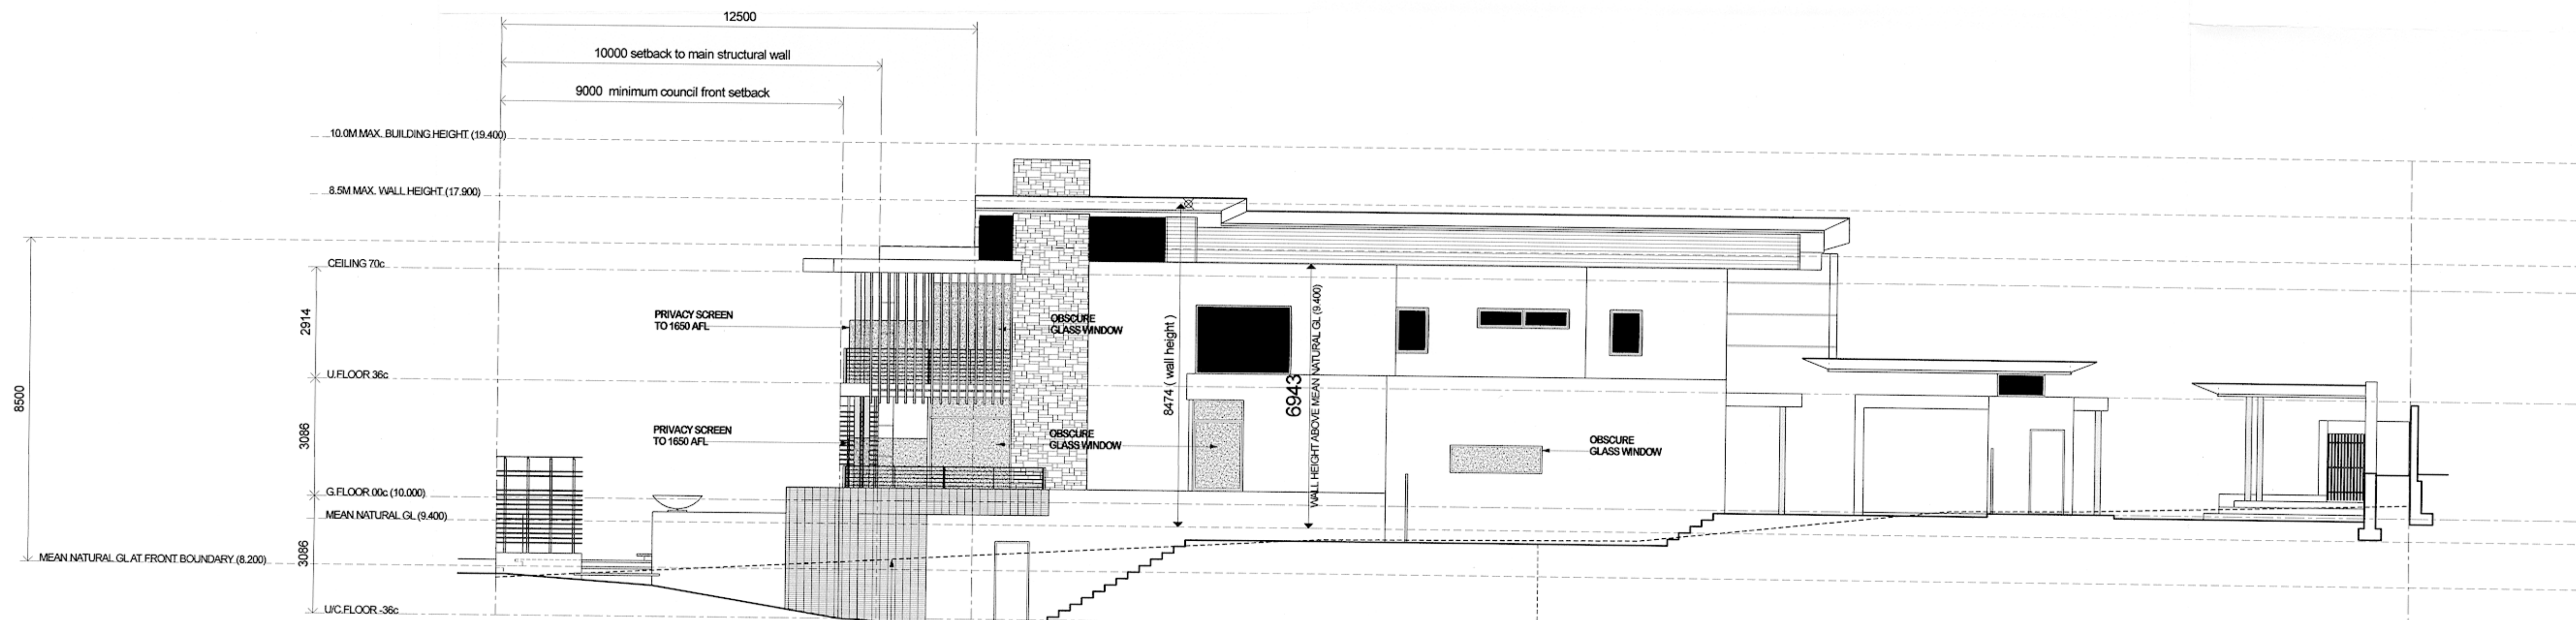 12500
10000 setback to main structural wall
9000 minimum council front setback
10.0M MAX. BUILDING HEIGHT (19.400)
8.5M MAX. WALL HEIGHT (17.900)
CEILING 70c
2914
8500
PRIVACY SCREEN
TO 1650 AFL
OBSCURE
GLASS WINDOW
8474 ( wall height )
6943
WALL HEIGHT ABOVE MEAN NATURAL GL (9.400)
U.FLOOR 36c
3086
PRIVACY SCREEN
TO 1650 AFL
OBSCURE
GLASS WINDOW
OBSCURE
GLASS WINDOW
G.FLOOR 00c (10.000)
MEAN NATURAL GL (9.400)
3086
MEAN NATURAL GL AT FRONT BOUNDARY (8.200)
U/C.FLOOR -36c